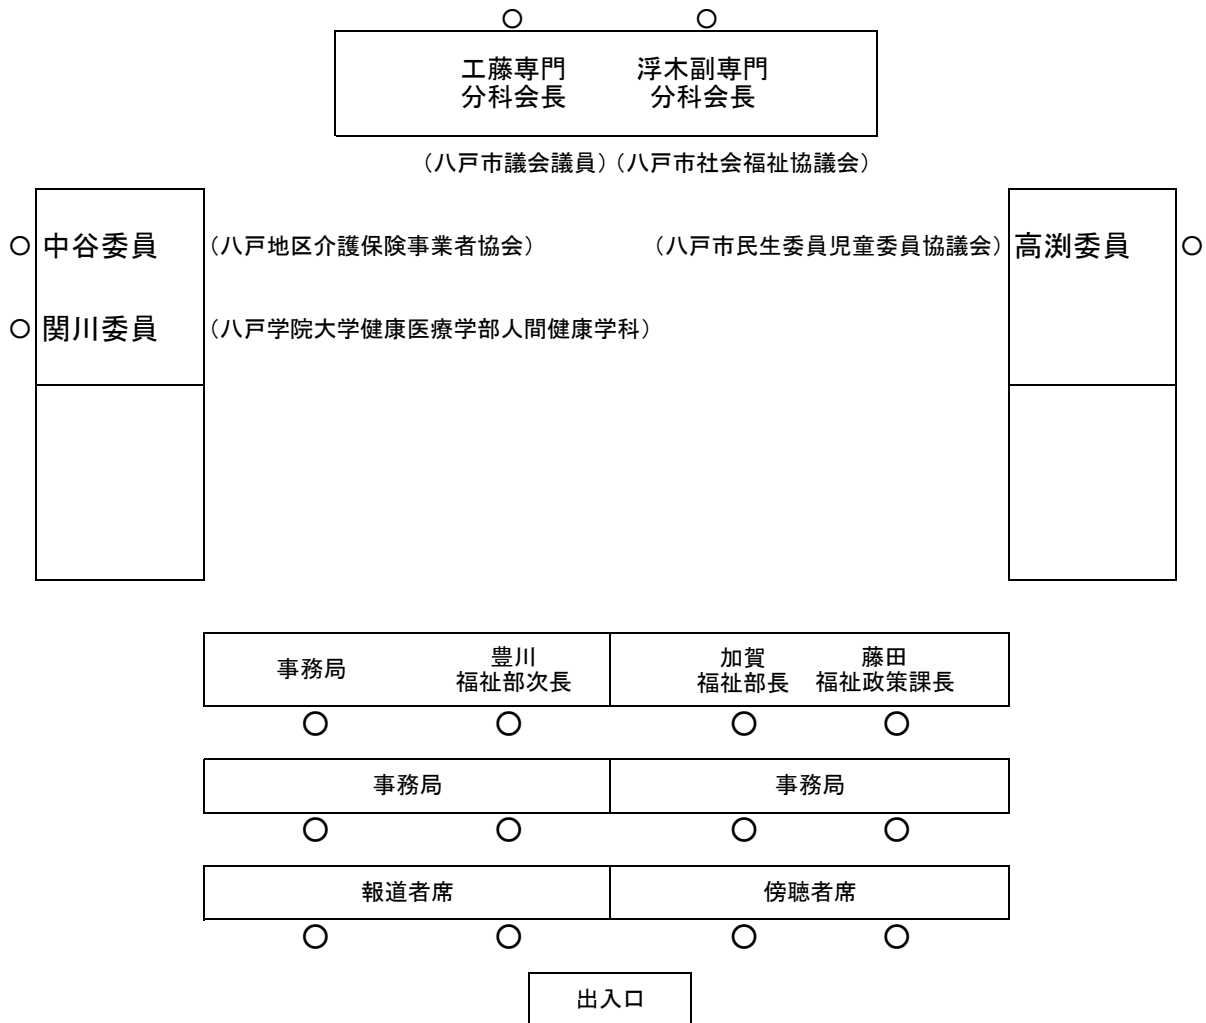 ○ ○
工藤専門 浮木副専門
分科会長 分科会長
（八戸市議会議員）（八戸市社会福祉協議会）
○ 中谷委員 （八戸地区介護保険事業者協会） （八戸市民生委員児童委員協議会） 高渕委員 ○
○ 関川委員 （八戸学院大学健康医療学部人間健康学科）
事務局 豊川 加賀 藤田
福祉部次長 福祉部長 福祉政策課長
○ ○ ○ ○
事務局 事務局
○ ○ ○ ○
報道者席 傍聴者席
○ ○ ○ ○
出入口